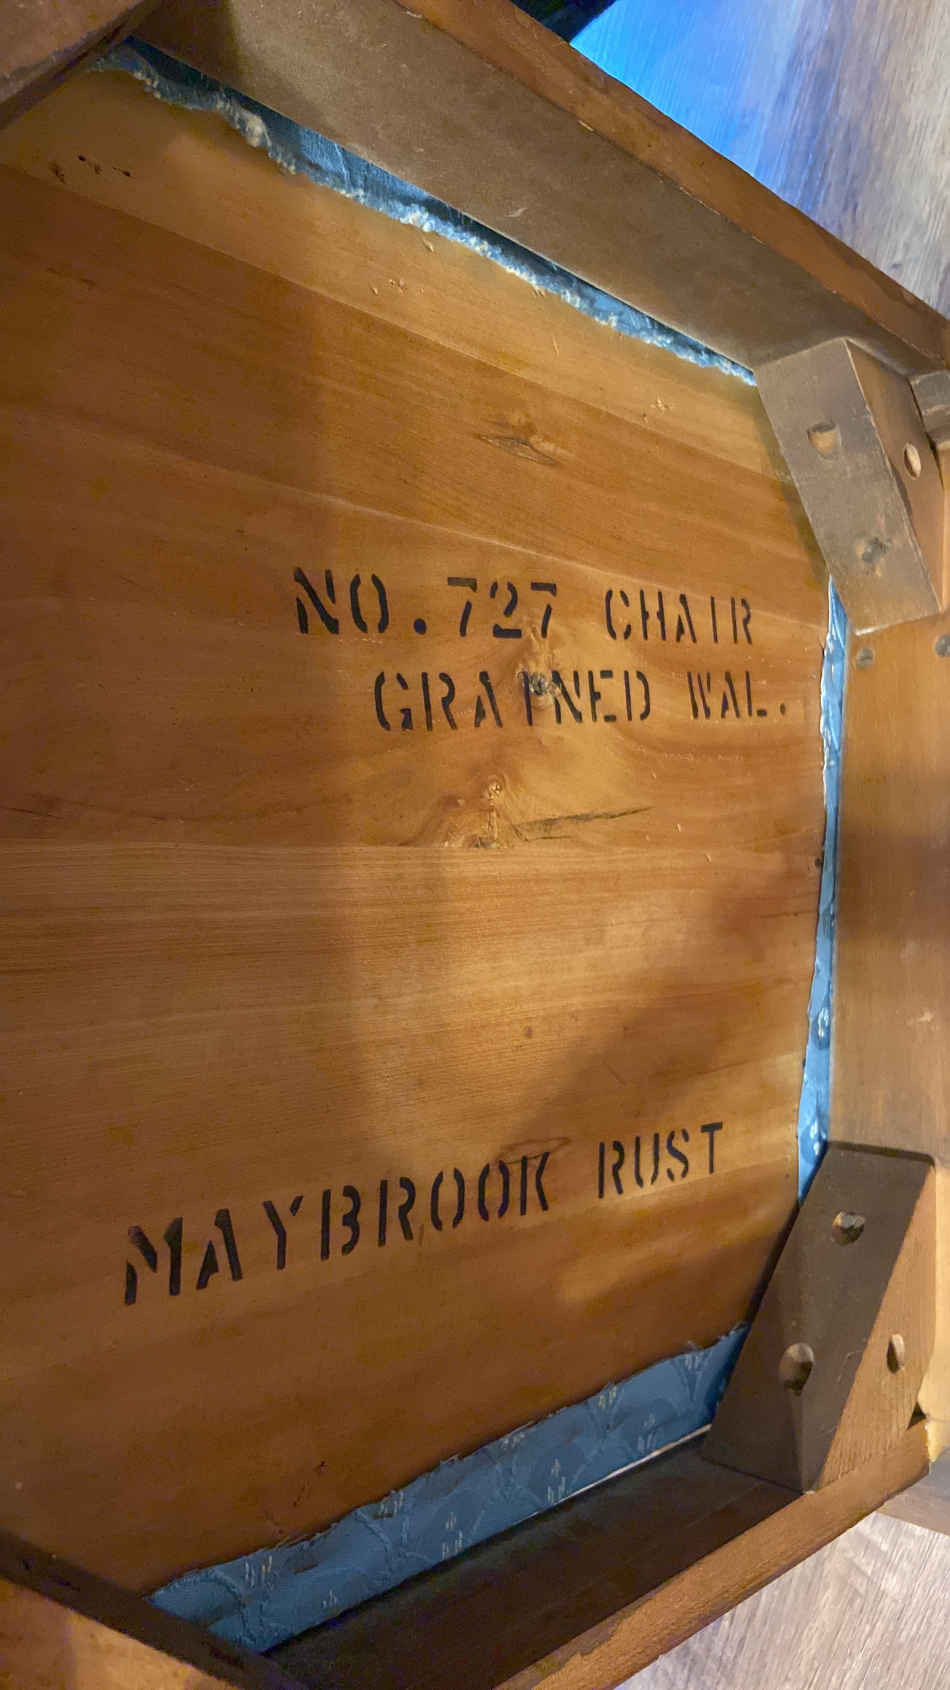 NO.727 CHAIR
GRAINED WAL.
MAYBROOK RUST